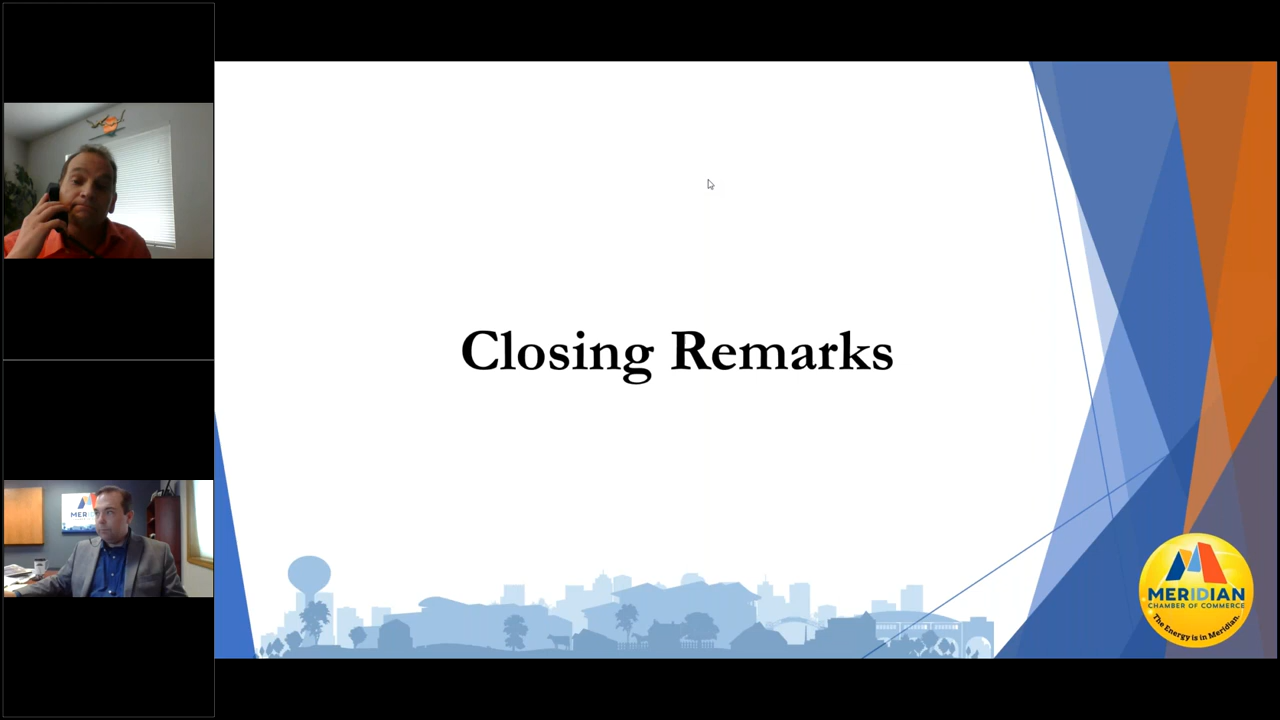 Closing Remarks
MERIDIAN
CHAMBER OF COMMERCE
The Energy is in Meridian.